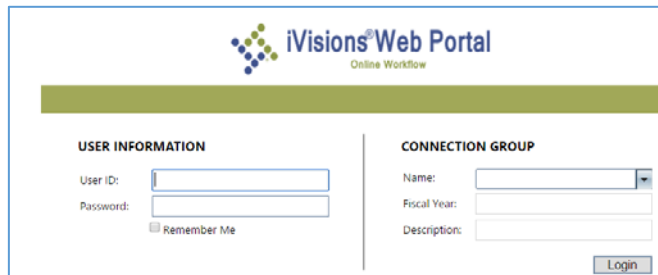 iVisions® Web Portal
Online Workflow
USER INFORMATION
User ID:
Password:
Remember Me
CONNECTION GROUP
Name:
Fiscal Year:
Description:
Login